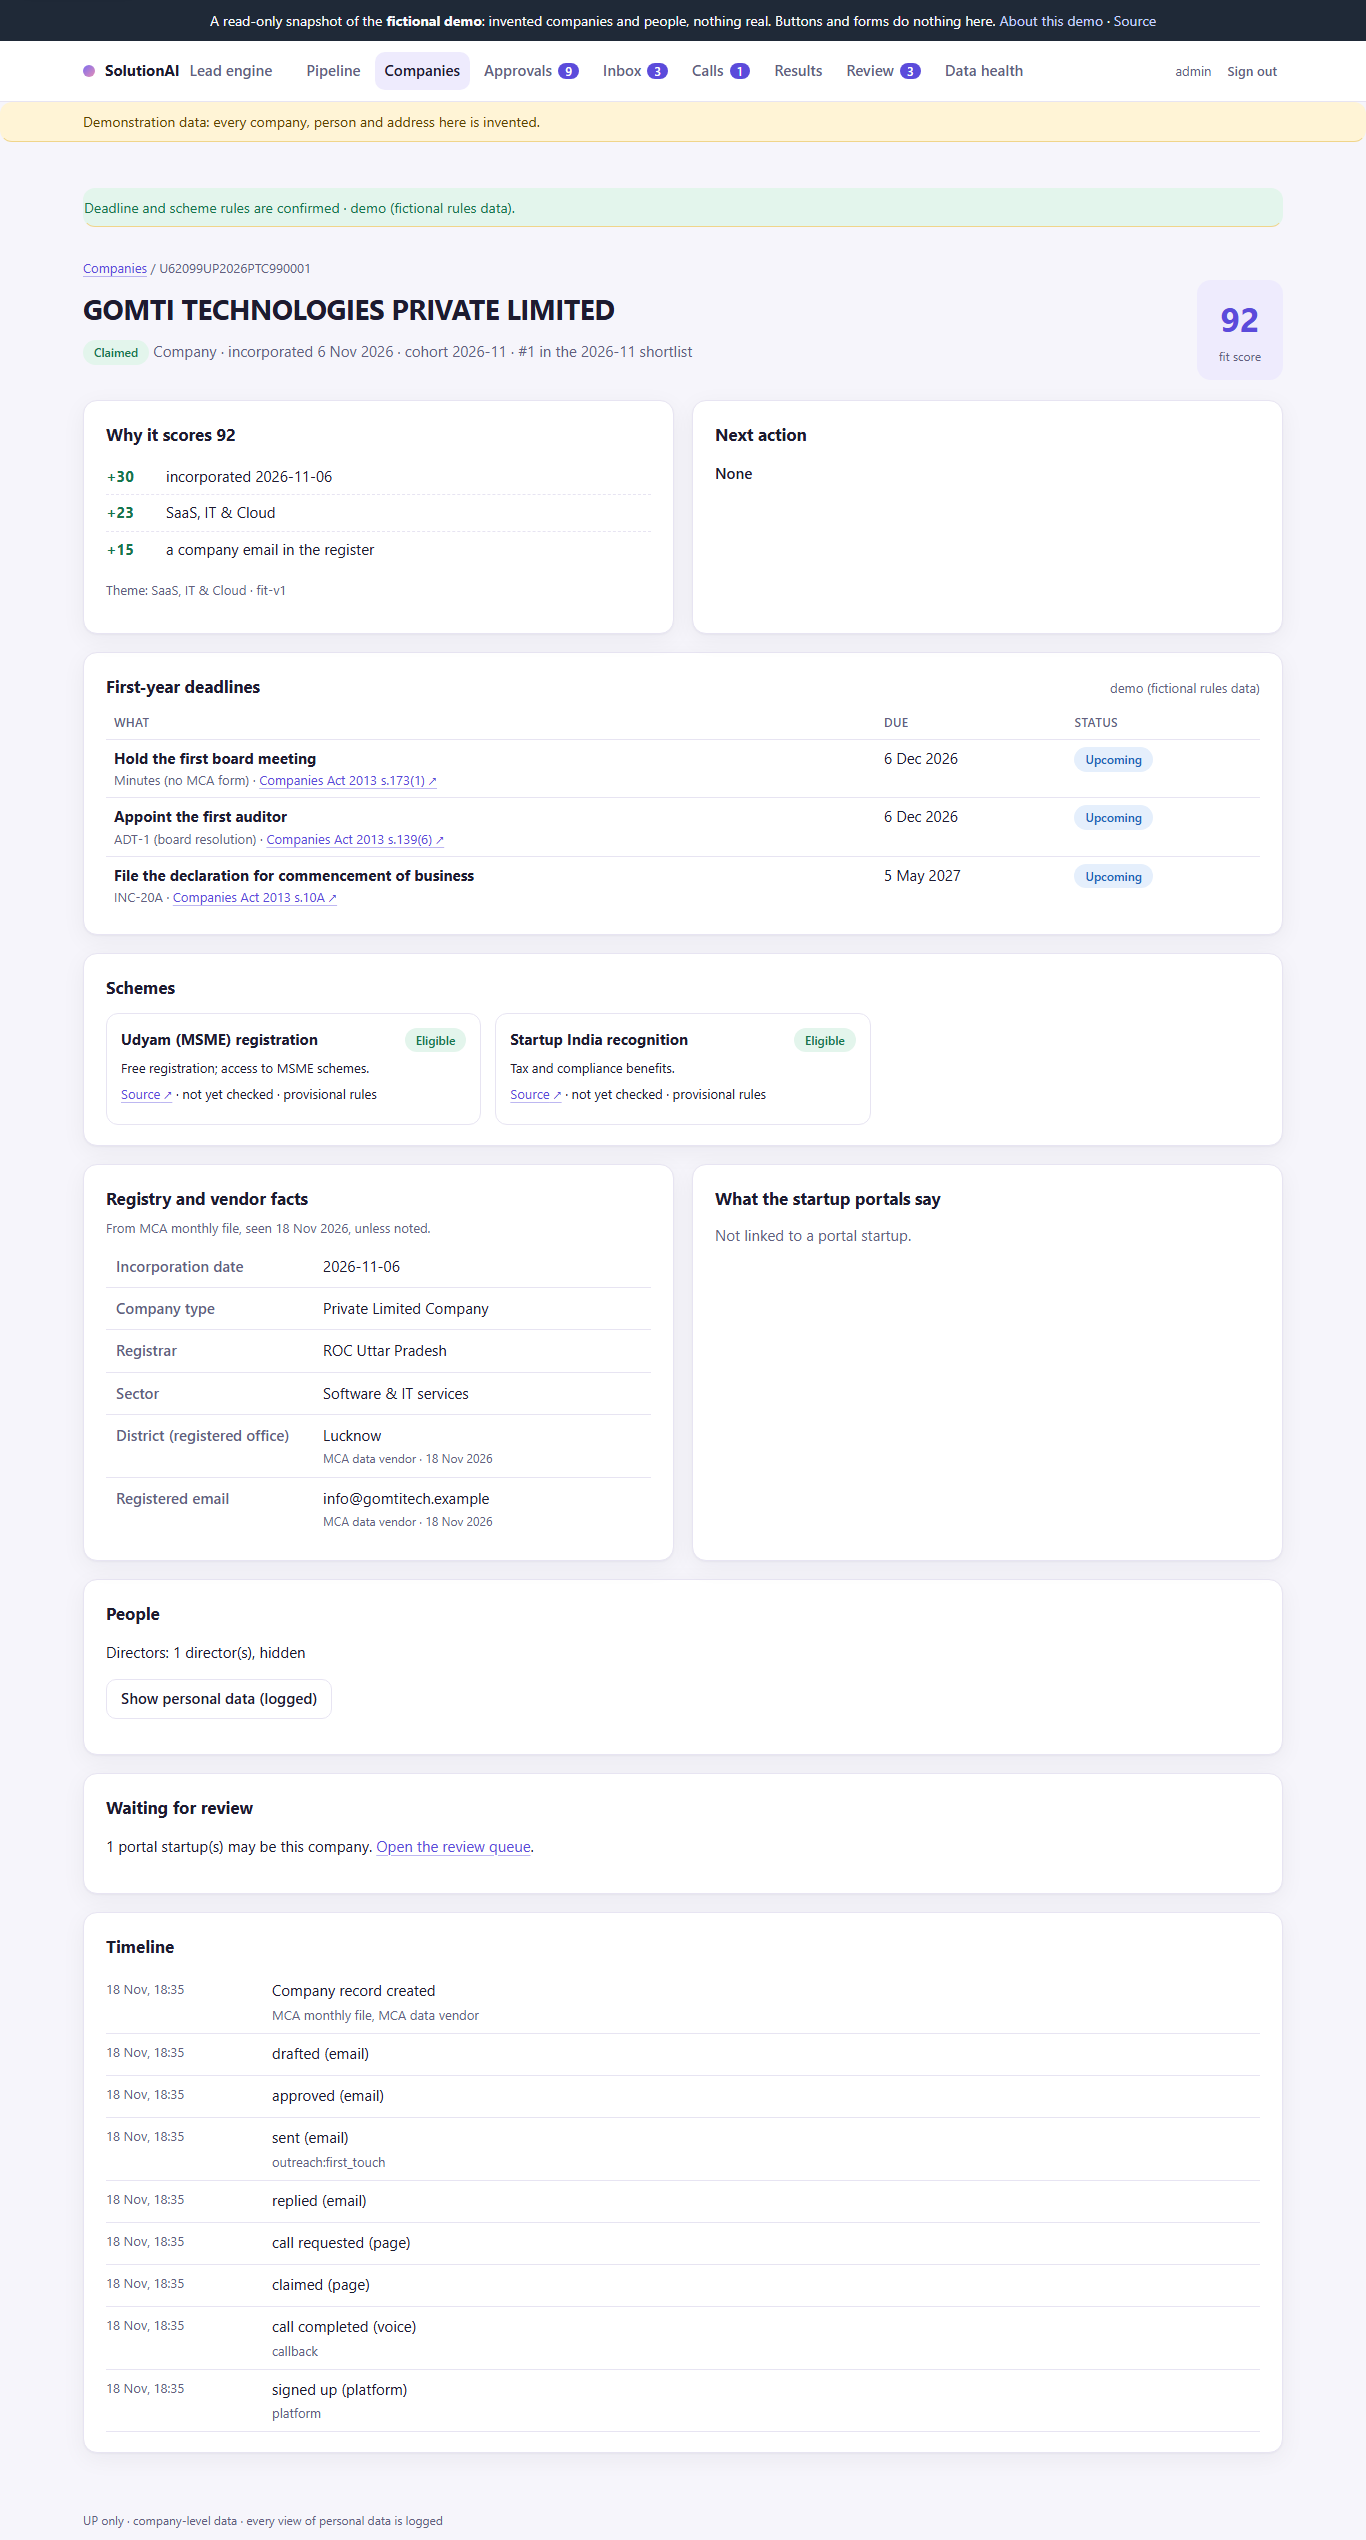 A read-only snapshot of the fictional demo: invented companies and people, nothing real. Buttons and forms do nothing here. About this demo · Source
SolutionAI Lead engine Pipeline Companies Approvals 9 Inbox 3 Calls 1 Results Review 3 Data health admin Sign out
Demonstration data: every company, person and address here is invented.
Deadline and scheme rules are confirmed · demo (fictional rules data).
Companies / U62099UP2026PTC990001
GOMTI TECHNOLOGIES PRIVATE LIMITED
Claimed Company · incorporated 6 Nov 2026 · cohort 2026-11 · #1 in the 2026-11 shortlist
92
fit score
Why it scores 92
+30 incorporated 2026-11-06
+23 SaaS, IT & Cloud
+15 a company email in the register
Theme: SaaS, IT & Cloud · fit-v1
Next action
None
First-year deadlines demo (fictional rules data)
WHAT DUE STATUS
Hold the first board meeting 6 Dec 2026 Upcoming
Minutes (no MCA form) · Companies Act 2013 s.173(1) ↗
Appoint the first auditor 6 Dec 2026 Upcoming
ADT-1 (board resolution) · Companies Act 2013 s.139(6) ↗
File the declaration for commencement of business 5 May 2027 Upcoming
INC-20A · Companies Act 2013 s.10A ↗
Schemes
Udyam (MSME) registration Eligible
Free registration; access to MSME schemes.
Source ↗ · not yet checked · provisional rules
Startup India recognition Eligible
Tax and compliance benefits.
Source ↗ · not yet checked · provisional rules
Registry and vendor facts
From MCA monthly file, seen 18 Nov 2026, unless noted.
Incorporation date 2026-11-06
Company type Private Limited Company
Registrar ROC Uttar Pradesh
Sector Software & IT services
District (registered office) Lucknow
MCA data vendor · 18 Nov 2026
Registered email info@gomtitech.example
MCA data vendor · 18 Nov 2026
What the startup portals say
Not linked to a portal startup.
People
Directors: 1 director(s), hidden
Show personal data (logged)
Waiting for review
1 portal startup(s) may be this company. Open the review queue.
Timeline
18 Nov, 18:35 Company record created
MCA monthly file, MCA data vendor
18 Nov, 18:35 drafted (email)
18 Nov, 18:35 approved (email)
18 Nov, 18:35 sent (email)
outreach:first_touch
18 Nov, 18:35 replied (email)
18 Nov, 18:35 call requested (page)
18 Nov, 18:35 claimed (page)
18 Nov, 18:35 call completed (voice)
callback
18 Nov, 18:35 signed up (platform)
platform
UP only · company-level data · every view of personal data is logged